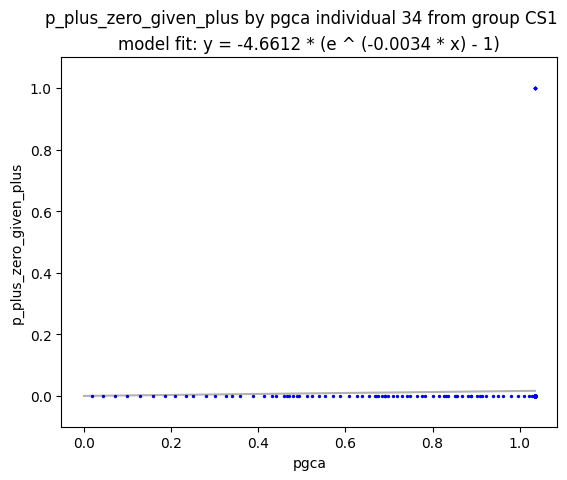 p_plus_zero_given_plus by pgca individual 34 from group CS1
model fit: y = -4.6612 * (e ^ (-0.0034 * x) - 1)
1.0
0.8
0.6
0.4
0.2
0.0
p_plus_zero_given_plus
0.0 0.2 0.4 0.6 0.8 1.0
pgca